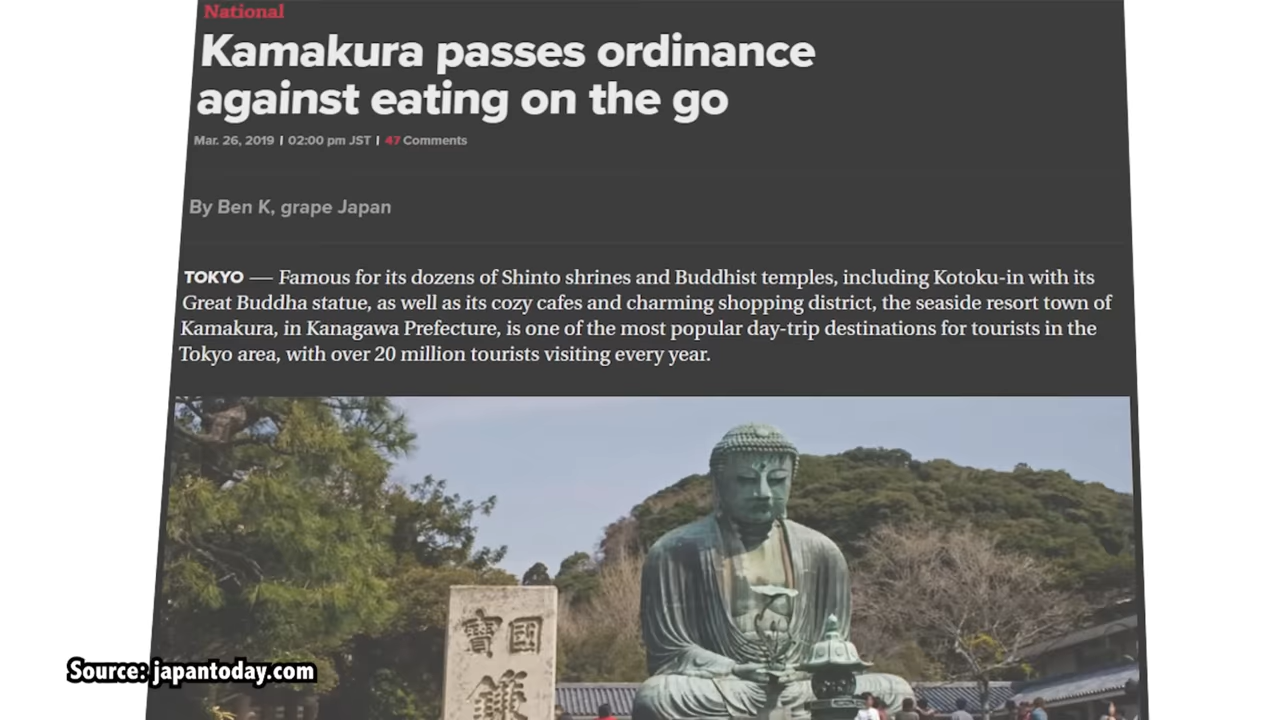 National
Kamakura passes ordinance
against eating on the go
Mar. 26, 2019 | 02:00 pm JST | 47 Comments
By Ben K, grape Japan
TOKYO — Famous for its dozens of Shinto shrines and Buddhist temples, including Kotoku-in with its
Great Buddha statue, as well as its cozy cafes and charming shopping district, the seaside resort town of
Kamakura, in Kanagawa Prefecture, is one of the most popular day-trip destinations for tourists in the
Tokyo area, with over 20 million tourists visiting every year.
國寶
鎌
Source: japantoday.com